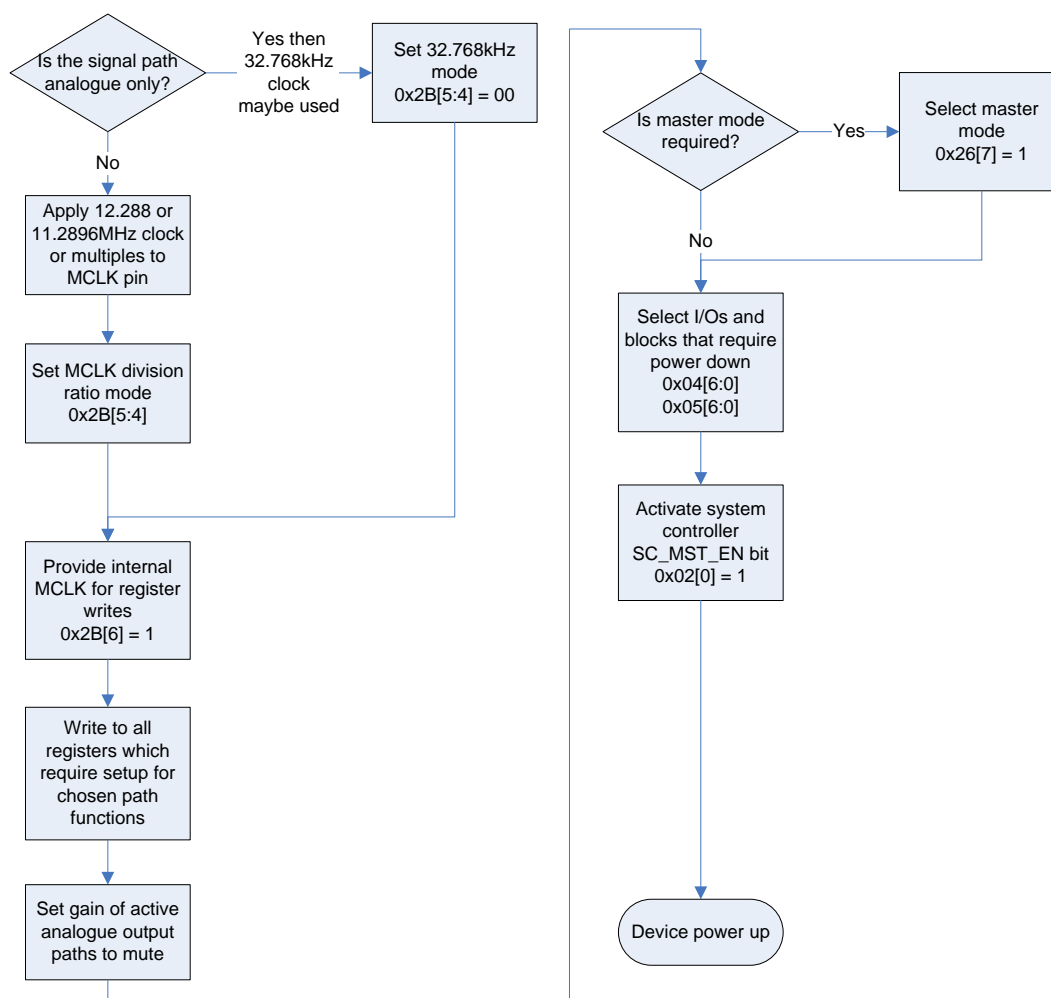 Is the signal path
analogue only?
Yes then
32.768kHz
clock
maybe used
Set 32.768kHz
mode
0x2B[5:4] = 00
No
Apply 12.288 or
11.2896MHz clock
or multiples to
MCLK pin
Set MCLK division
ratio mode
0x2B[5:4]
Provide internal
MCLK for register
writes
0x2B[6] = 1
Write to all
registers which
require setup for
chosen path
functions
Set gain of active
analogue output
paths to mute
Is master mode
required?
Yes
Select master
mode
0x26[7] = 1
No
Select I/Os and
blocks that require
power down
0x04[6:0]
0x05[6:0]
Activate system
controller
SC_MST_EN bit
0x02[0] = 1
Device power up